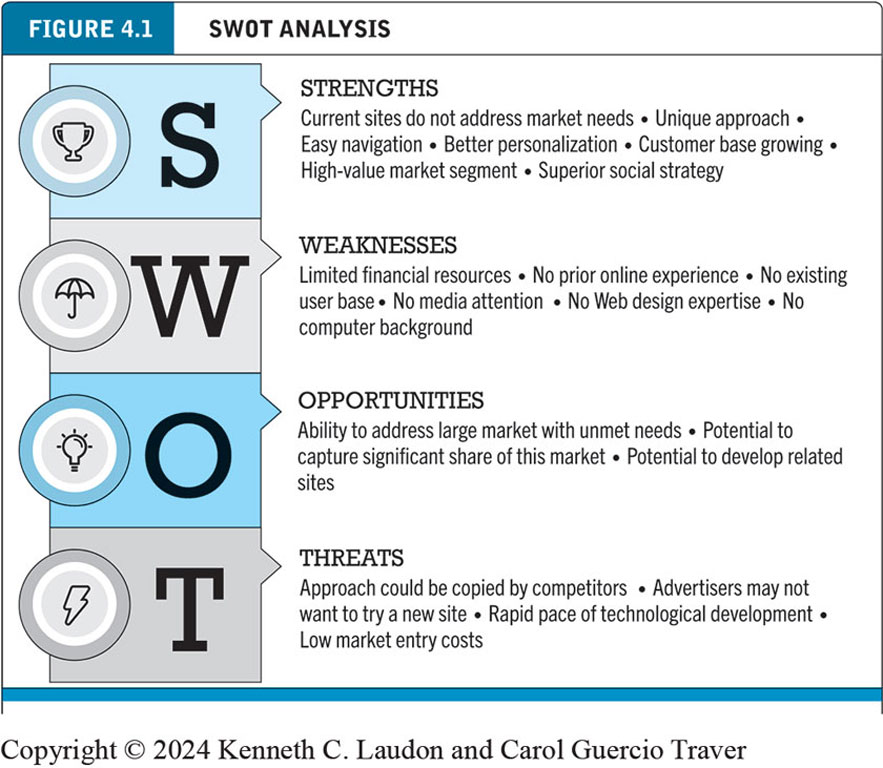 FIGURE 4.1 SWOT ANALYSIS
S
STRENGTHS
Current sites do not address market needs • Unique approach •
Easy navigation • Better personalization • Customer base growing •
High-value market segment • Superior social strategy
W
WEAKNESSES
Limited financial resources • No prior online experience • No existing
user base • No media attention • No Web design expertise • No
computer background
O
OPPORTUNITIES
Ability to address large market with unmet needs • Potential to
capture significant share of this market • Potential to develop related
sites
T
THREATS
Approach could be copied by competitors • Advertisers may not
want to try a new site • Rapid pace of technological development •
Low market entry costs
Copyright © 2024 Kenneth C. Laudon and Carol Guercio Traver